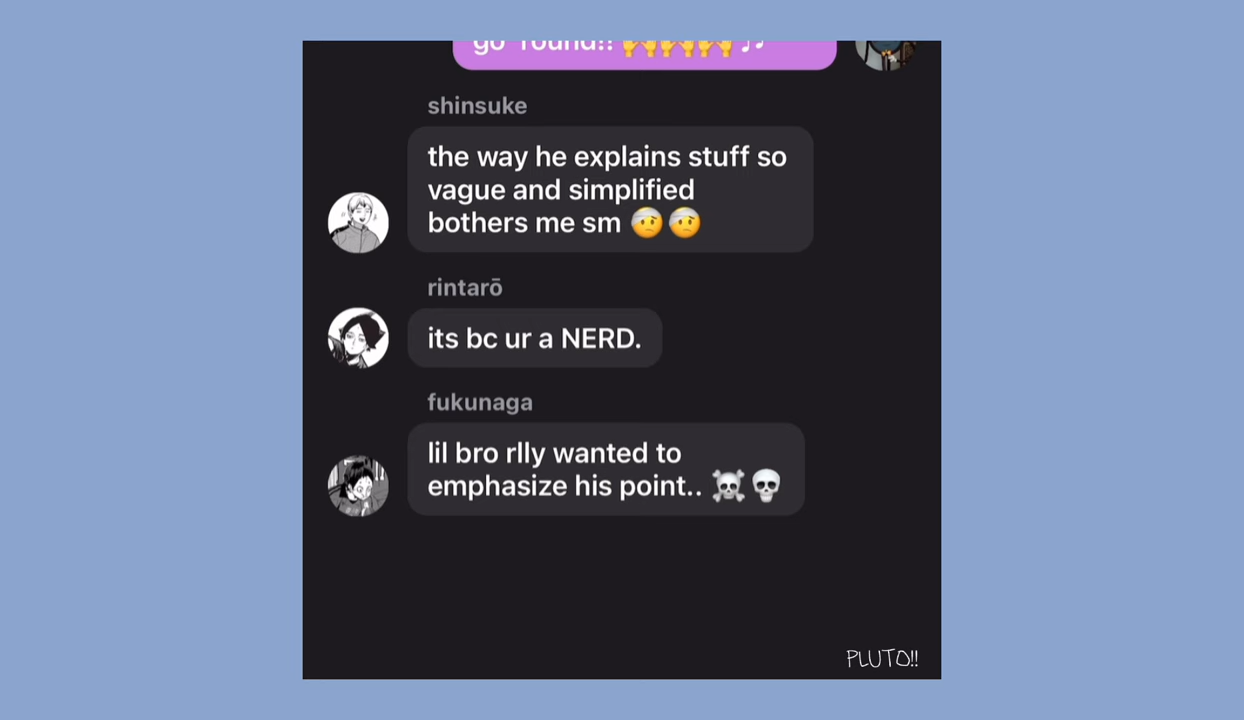 go 'round!! 🙌🙌🙌🎶
shinsuke
the way he explains stuff so
vague and simplified
bothers me sm 🤕🤕
rintarō
its bc ur a NERD.
fukunaga
lil bro rlly wanted to
emphasize his point.. ☠️💀
PLUTO!!